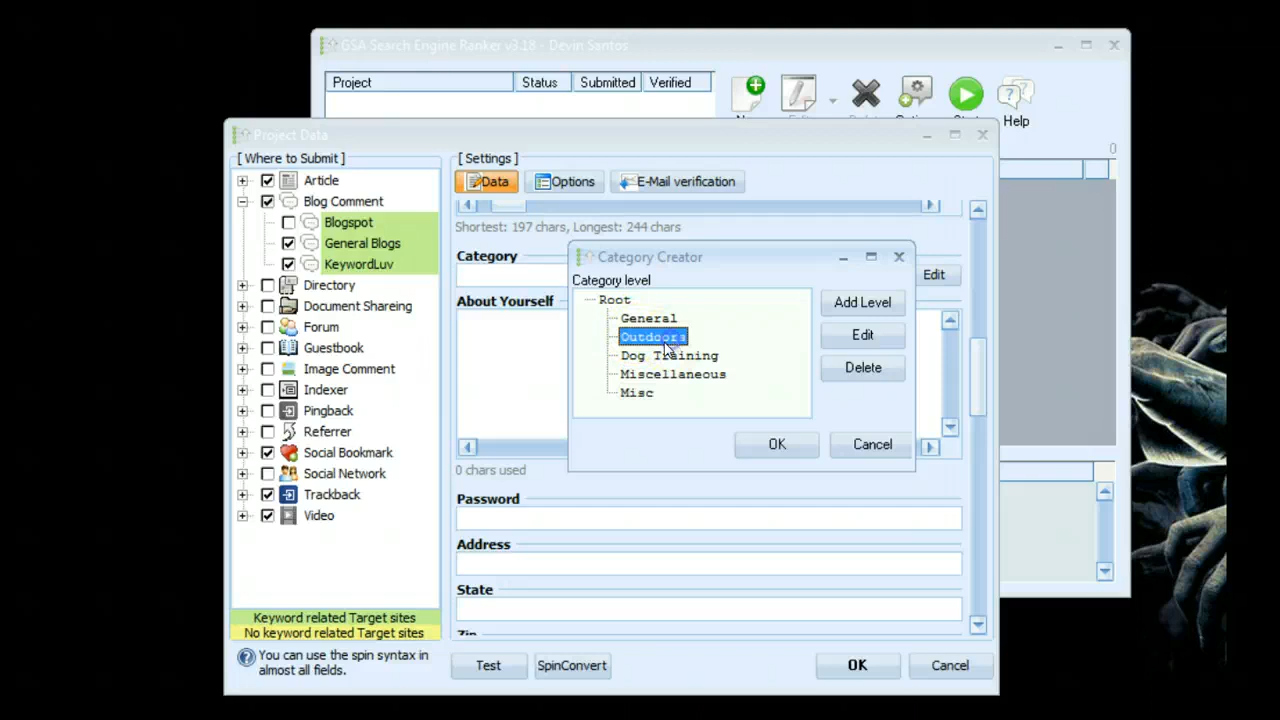 GSA Search Engine Ranker v3.18 - Devin Santos
Project Status Submitted Verified
Help
0
Project Data
[ Where to Submit ]
Article
Blog Comment
Blogspot
General Blogs
KeywordLuv
Directory
Document Shareing
Forum
Guestbook
Image Comment
Indexer
Pingback
Referrer
Social Bookmark
Social Network
Trackback
Video
Keyword related Target sites
No keyword related Target sites
You can use the spin syntax in
almost all fields.
[ Settings ]
Data Options E-Mail verification
Shortest: 197 chars, Longest: 244 chars
Category
Edit
About Yourself
0 chars used
Password
Address
State
Zip
Test SpinConvert OK Cancel
Category Creator
Category level
Root
General
Outdoors
Dog Training
Miscellaneous
Misc
Add Level
Edit
Delete
OK Cancel